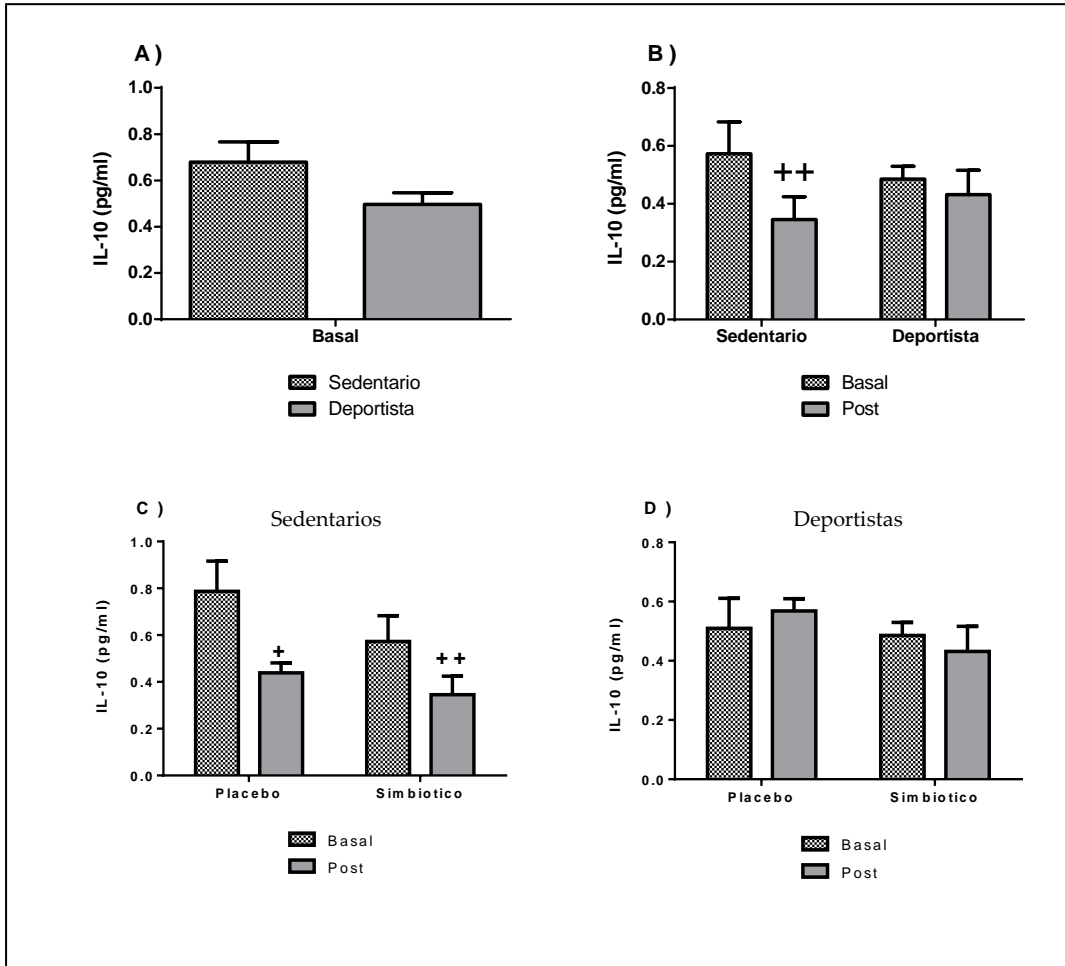 A)
1.0
0.8
0.6
0.4
0.2
0.0
IL-10 (pg/ml)
Basal
Sedentario
Deportista
B)
0.8
0.6
0.4
0.2
0.0
IL-10 (pg/ml)
++
Sedentario
Deportista
Basal
Post
C)
Sedentarios
1.0
0.8
0.6
0.4
0.2
0.0
IL-10 (pg/ml)
+
++
Placebo
Simbiotico
Basal
Post
D)
Deportistas
0.8
0.6
0.4
0.2
0.0
IL-10 (pg/ml)
Placebo
Simbiotico
Basal
Post